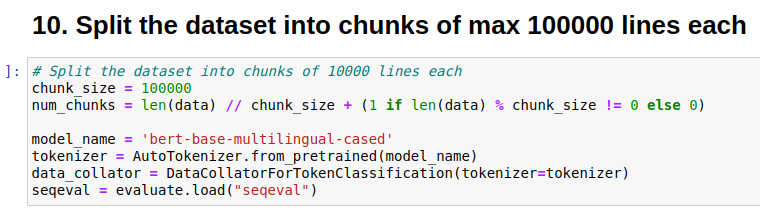 10. Split the dataset into chunks of max 100000 lines each
]: # Split the dataset into chunks of 10000 lines each
chunk_size = 100000
num_chunks = len(data) // chunk_size + (1 if len(data) % chunk_size != 0 else 0)
model_name = 'bert-base-multilingual-cased'
tokenizer = AutoTokenizer.from_pretrained(model_name)
data_collator = DataCollatorForTokenClassification(tokenizer=tokenizer)
seqeval = evaluate.load("seqeval")